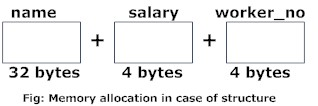 name salary worker_no
+ +
32 bytes 4 bytes 4 bytes
Fig: Memory allocation in case of structure